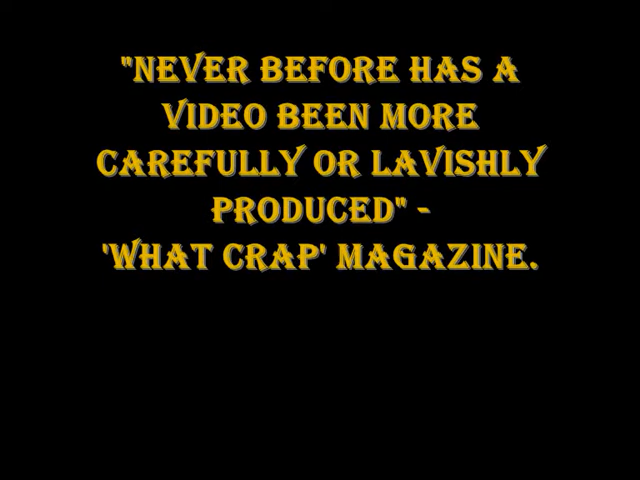 "NEVER BEFORE HAS A
VIDEO BEEN MORE
CAREFULLY OR LAVISHLY
PRODUCED" -
'WHAT CRAP' MAGAZINE.